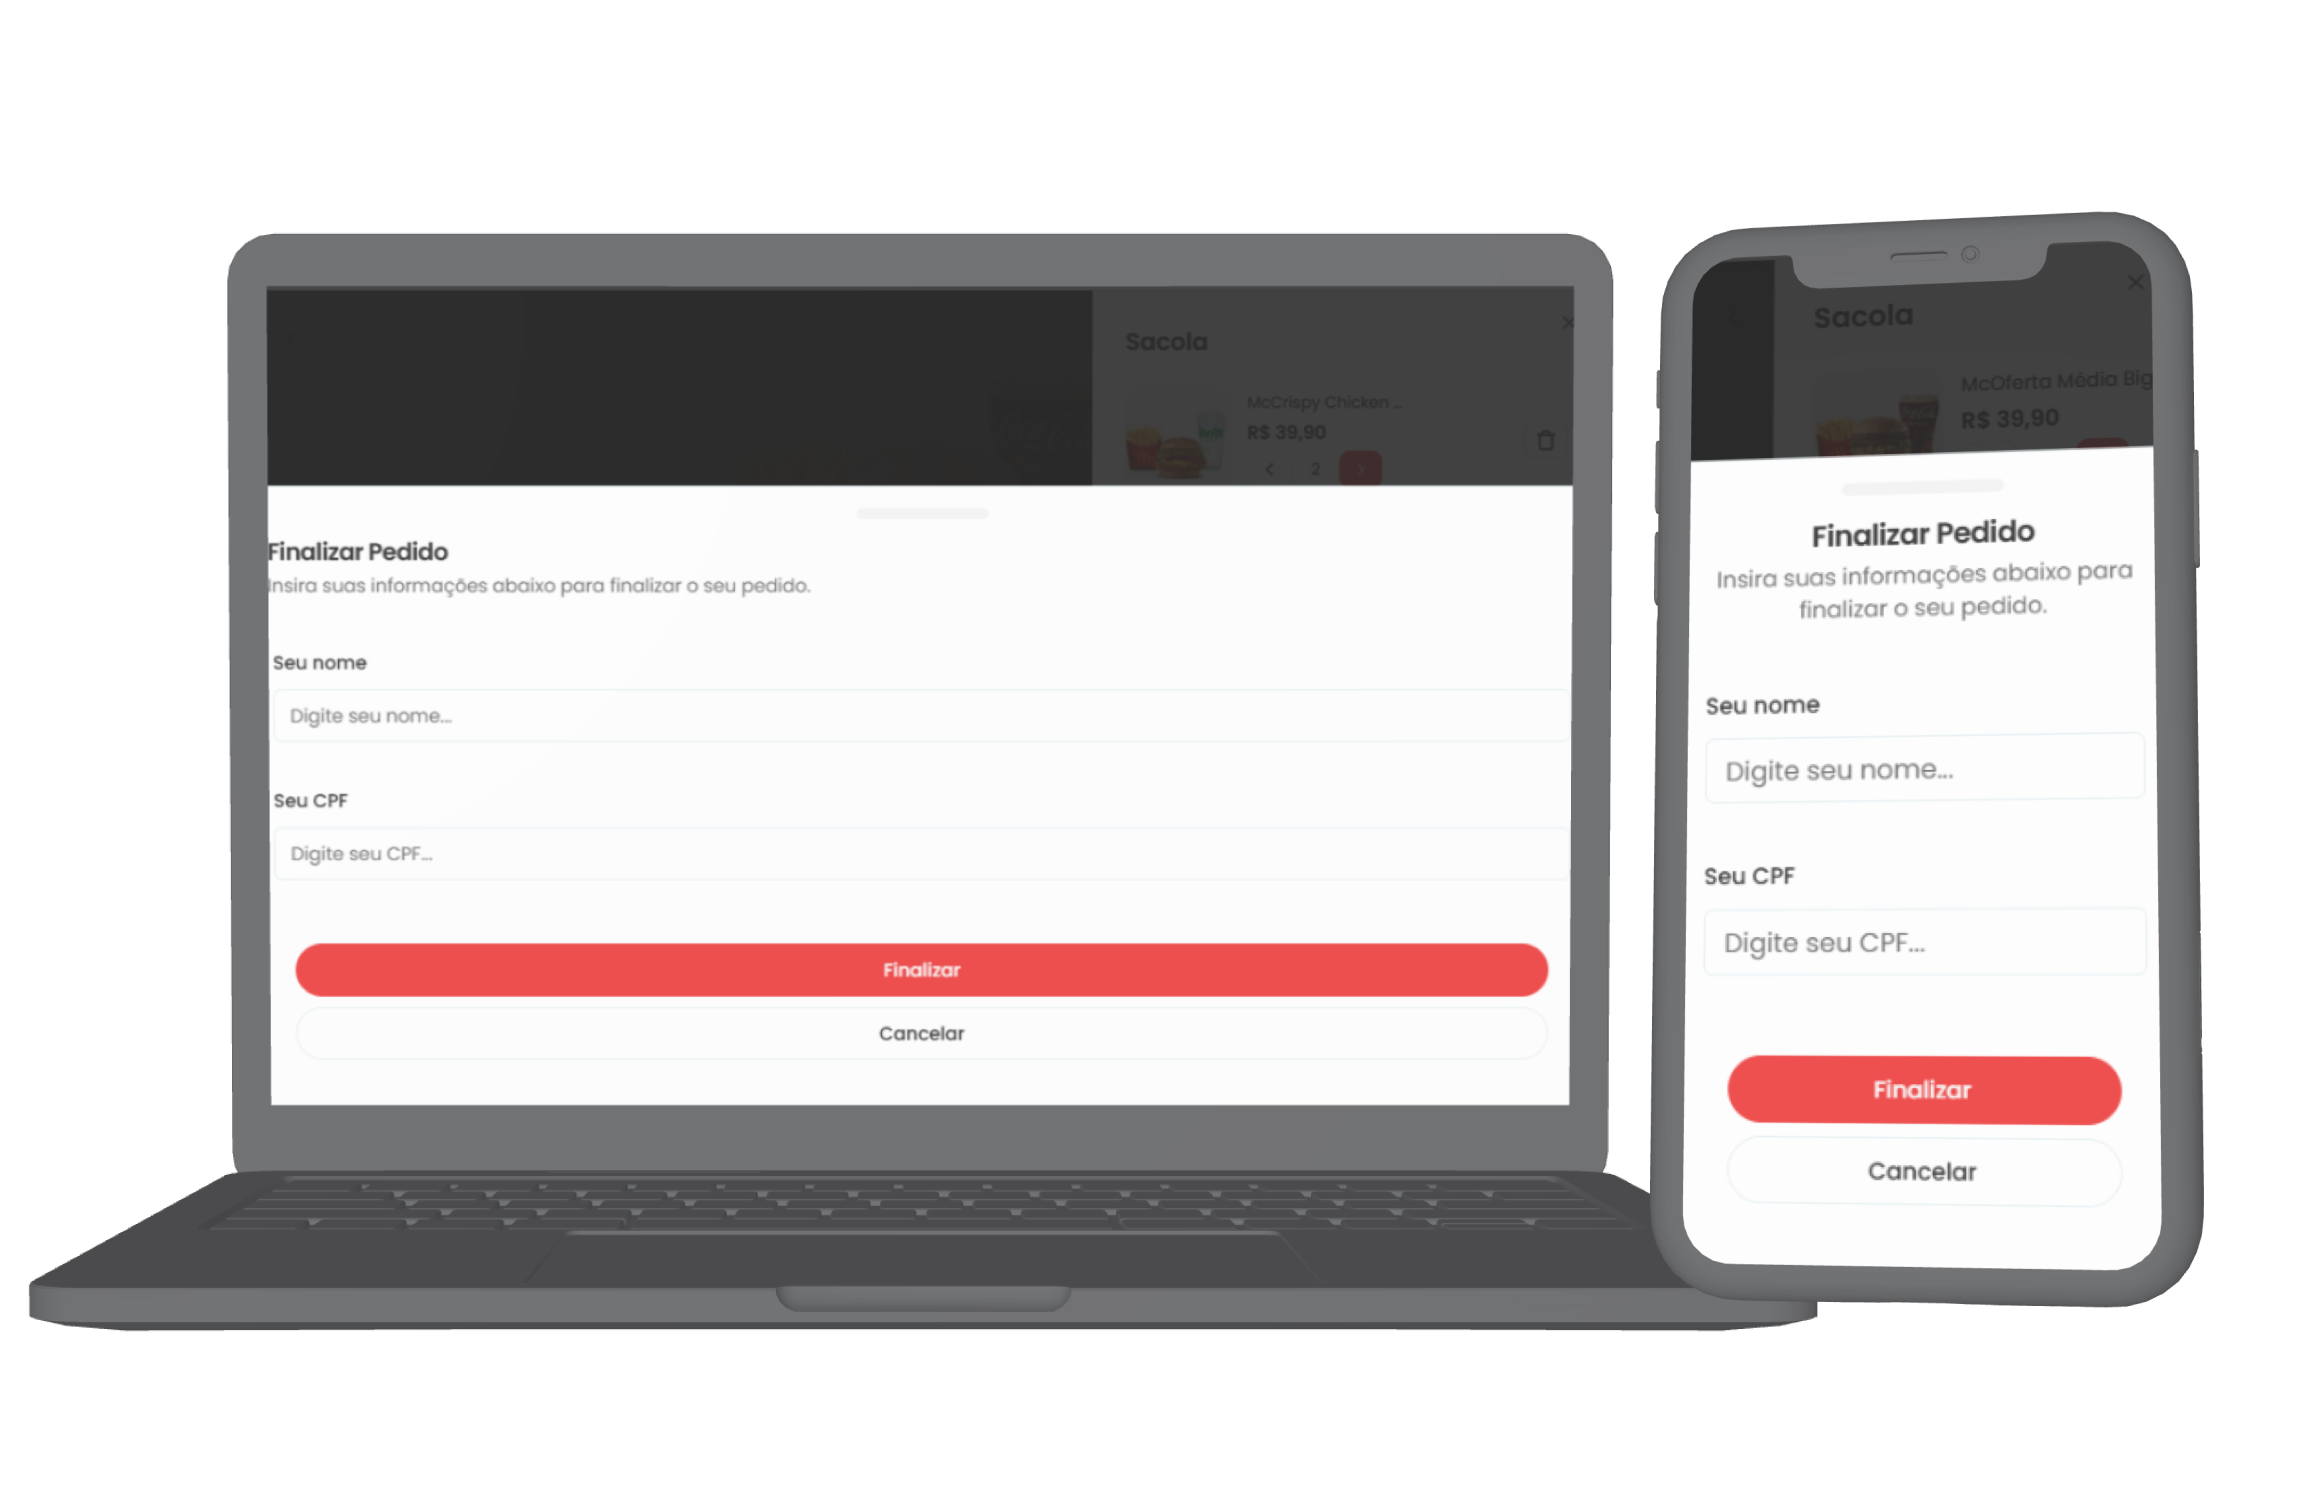 Sacola
McCrispy Chicken ...
R$ 39,90
2
Finalizar Pedido
Insira suas informações abaixo para finalizar o seu pedido.
Seu nome
Digite seu nome...
Seu CPF
Digite seu CPF...
Finalizar
Cancelar
Sacola
McOferta Média Big
R$ 39,90
Finalizar Pedido
Insira suas informações abaixo para
finalizar o seu pedido.
Seu nome
Digite seu nome...
Seu CPF
Digite seu CPF...
Finalizar
Cancelar